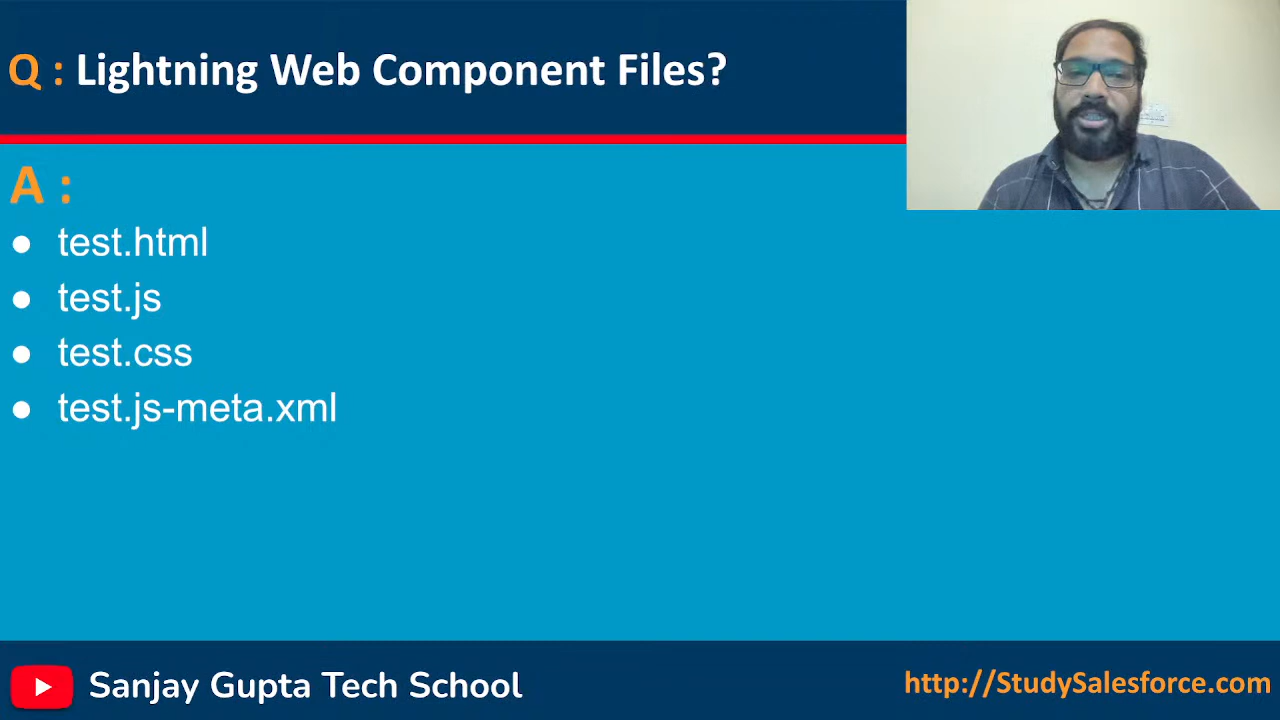 Q : Lightning Web Component Files?
A :
● test.html
● test.js
● test.css
● test.js-meta.xml
Sanjay Gupta Tech School
http://StudySalesforce.com